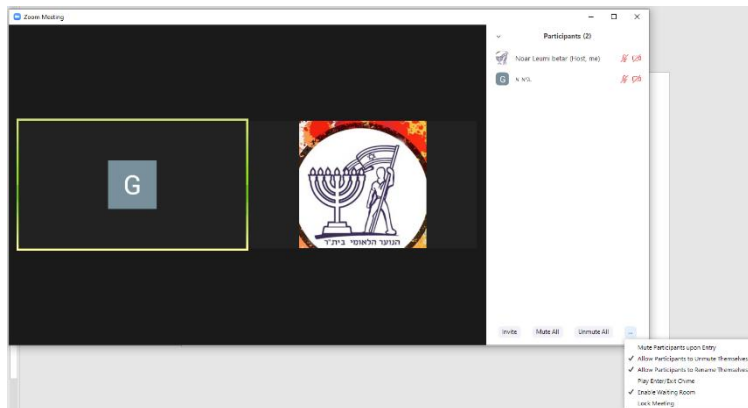 Zoom Meeting
Participants (2)
Noar Leumi betar (Host, me)
G
G
הנוער הלאומי בית"ר
Invite
Mute All
Unmute All
...
Mute Participants upon Entry
✓ Allow Participants to Unmute Themselves
✓ Allow Participants to Rename Themselves
Play Enter/Exit Chime
✓ Enable Waiting Room
Lock Meeting